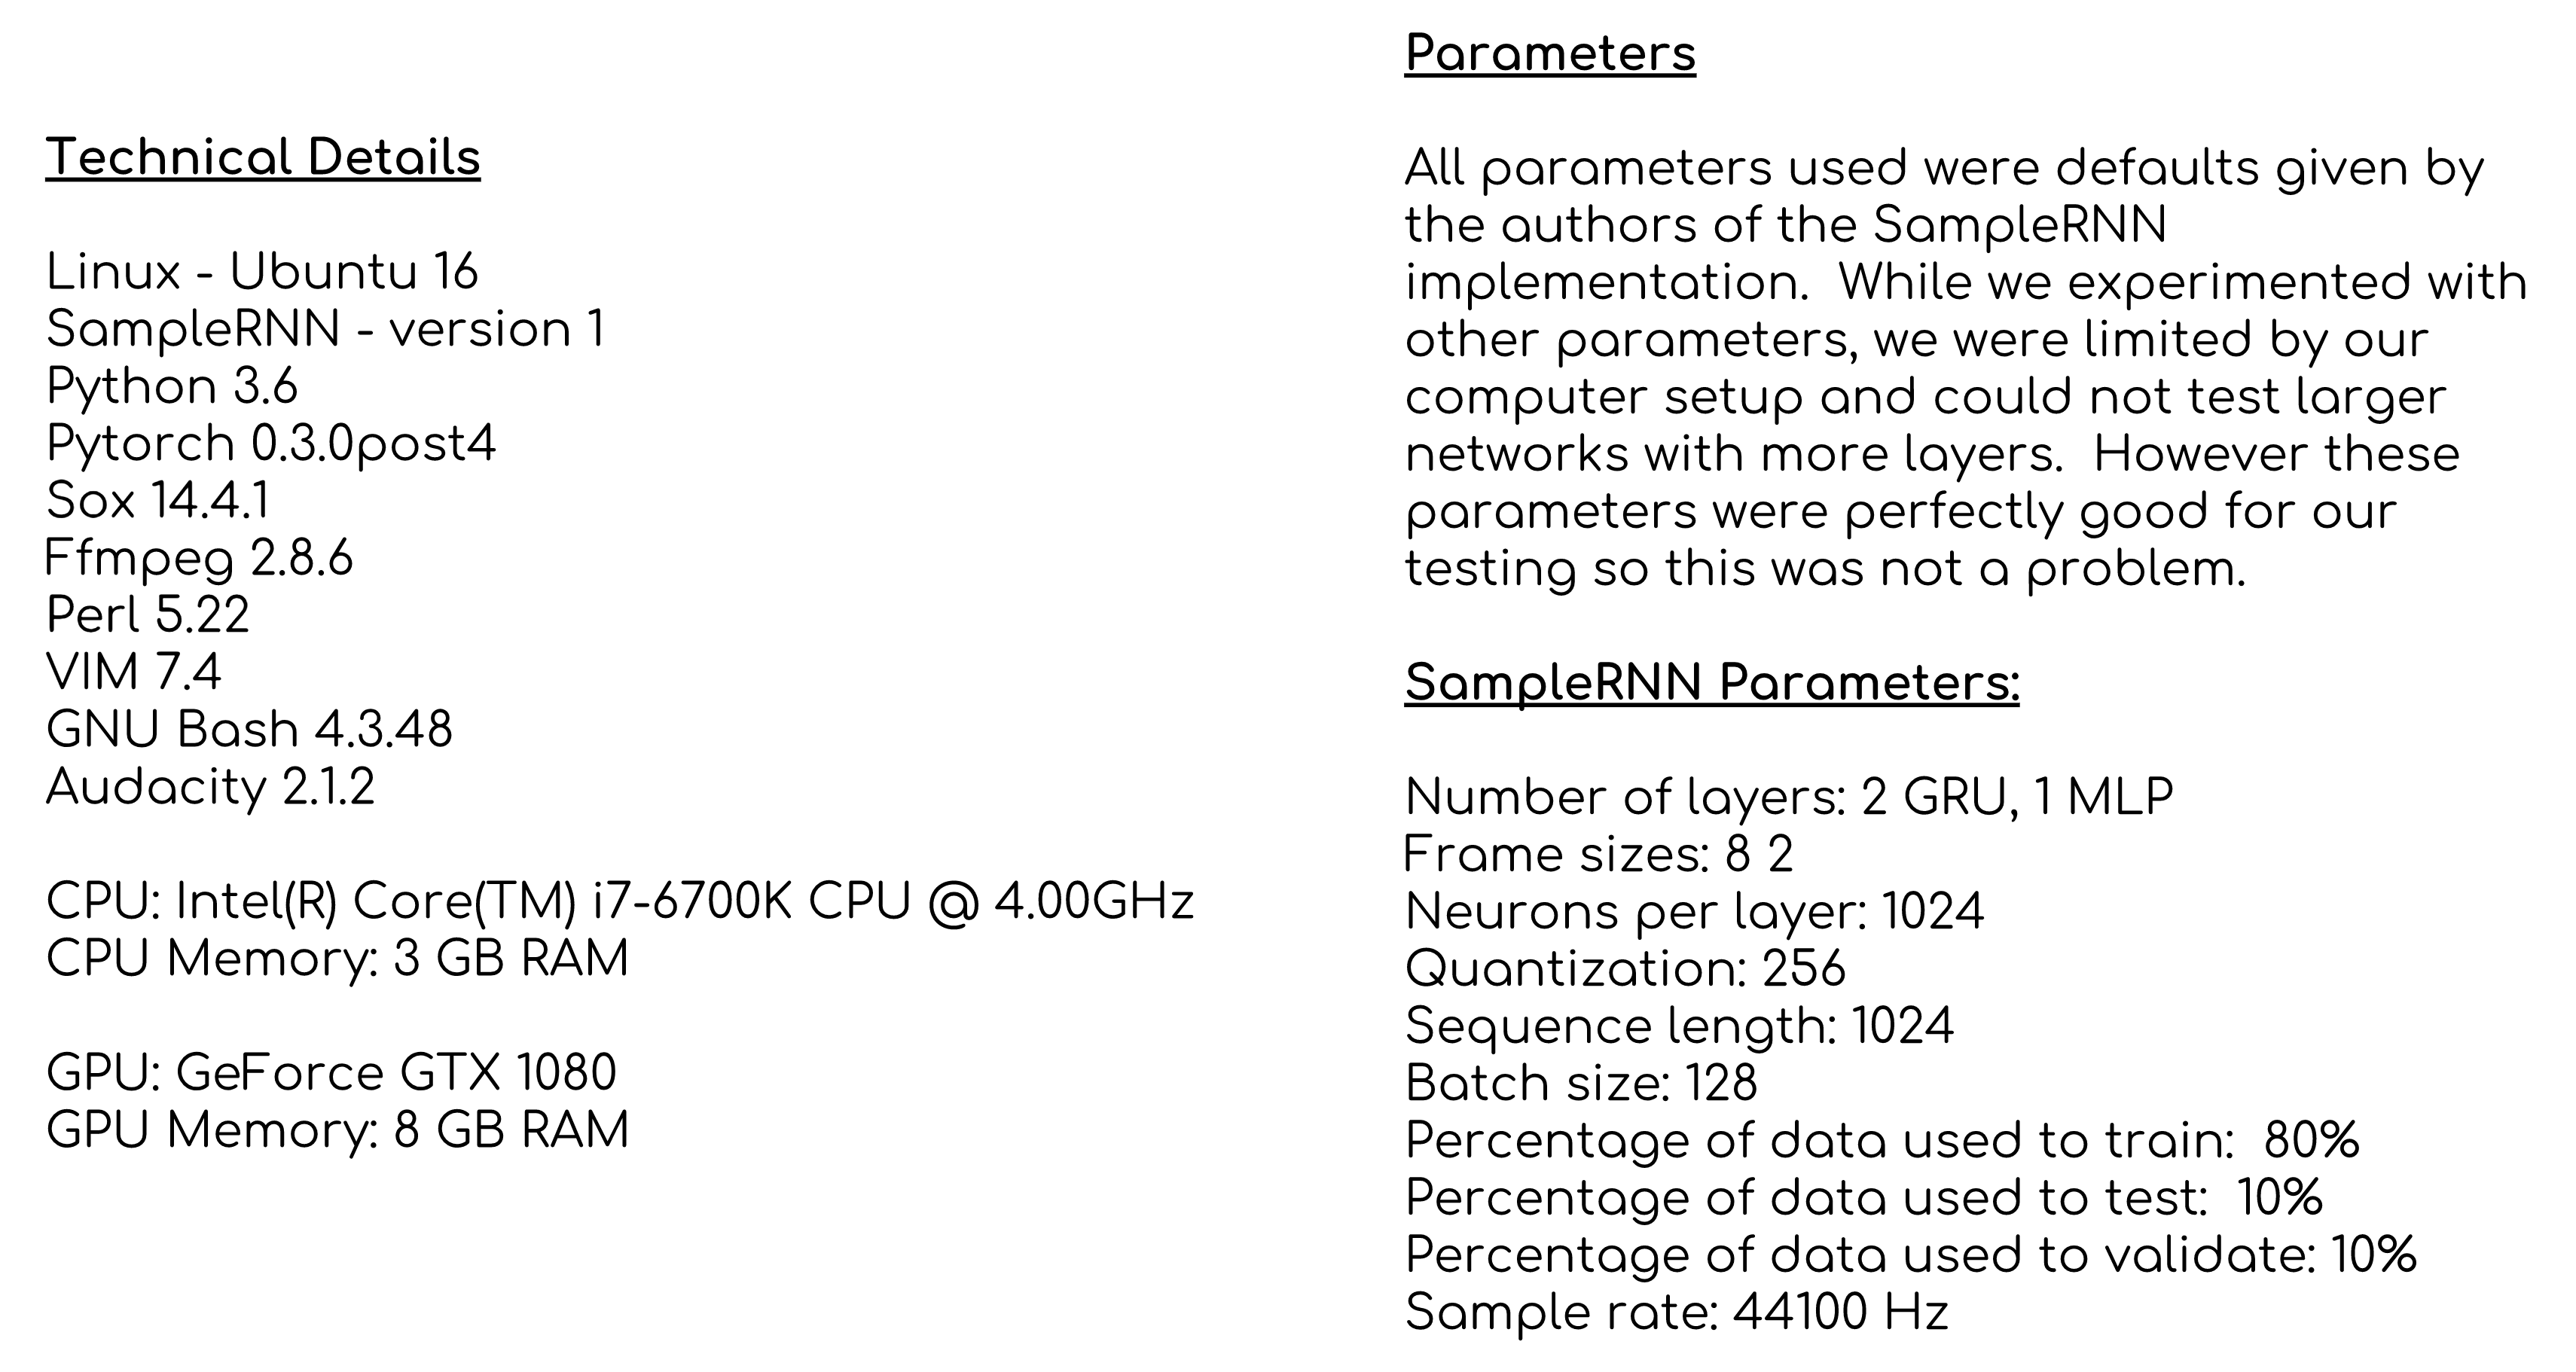 Technical Details
Linux - Ubuntu 16
SampleRNN - version 1
Python 3.6
Pytorch 0.3.0post4
Sox 14.4.1
Ffmpeg 2.8.6
Perl 5.22
VIM 7.4
GNU Bash 4.3.48
Audacity 2.1.2
CPU: Intel(R) Core(TM) i7-6700K CPU @ 4.00GHz
CPU Memory: 3 GB RAM
GPU: GeForce GTX 1080
GPU Memory: 8 GB RAM
Parameters
All parameters used were defaults given by
the authors of the SampleRNN
implementation.  While we experimented with
other parameters, we were limited by our
computer setup and could not test larger
networks with more layers.  However these
parameters were perfectly good for our
testing so this was not a problem.
SampleRNN Parameters:
Number of layers: 2 GRU, 1 MLP
Frame sizes: 8 2
Neurons per layer: 1024
Quantization: 256
Sequence length: 1024
Batch size: 128
Percentage of data used to train:  80%
Percentage of data used to test:  10%
Percentage of data used to validate: 10%
Sample rate: 44100 Hz